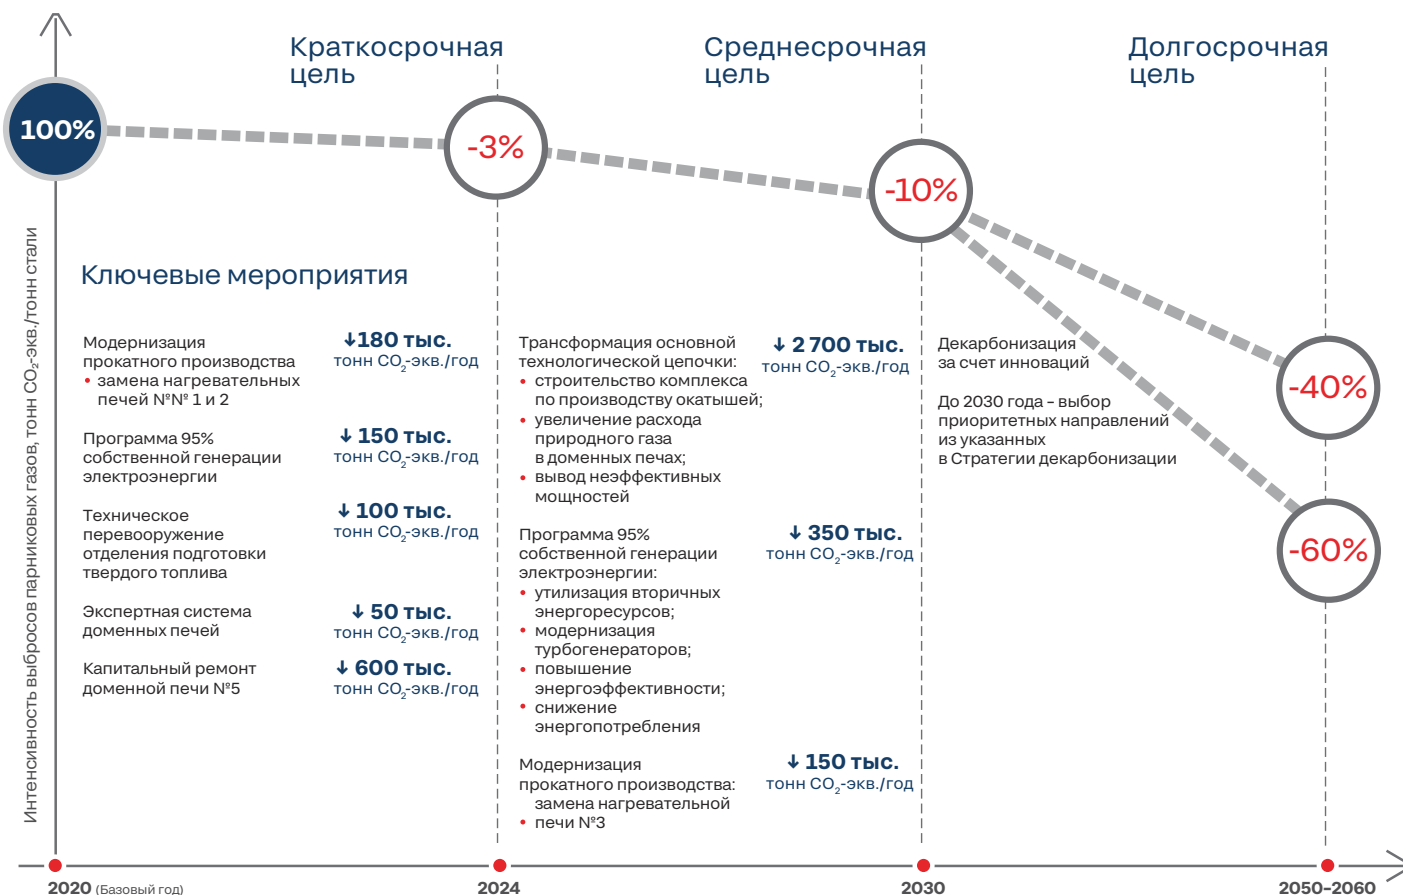 Краткосрочная
цель
Среднесрочная
цель
Долгосрочная
цель
100%
-3%
-10%
-40%
-60%
Интенсивность выбросов парниковых газов, тонн CO₂-экв./тонн стали
Ключевые мероприятия
Модернизация
прокатного производства
• замена нагревательных
печей №№ 1 и 2
↓180 тыс.
тонн CO₂-экв./год
Программа 95%
собственной генерации
электроэнергии
↓ 150 тыс.
тонн CO₂-экв./год
Техническое
перевооружение
отделения подготовки
твердого топлива
↓ 100 тыс.
тонн CO₂-экв./год
Экспертная система
доменных печей
↓ 50 тыс.
тонн CO₂-экв./год
Капитальный ремонт
доменной печи №5
↓ 600 тыс.
тонн CO₂-экв./год
Трансформация основной
технологической цепочки:
• строительство комплекса
по производству окатышей;
• увеличение расхода
природного газа
в доменных печах;
• вывод неэффективных
мощностей
↓ 2 700 тыс.
тонн CO₂-экв./год
Программа 95%
собственной генерации
электроэнергии:
• утилизация вторичных
энергоресурсов;
• модернизация
турбогенераторов;
• повышение
энергоэффективности;
• снижение
энергопотребления
↓ 350 тыс.
тонн CO₂-экв./год
Модернизация
прокатного производства:
замена нагревательной
• печи №3
↓ 150 тыс.
тонн CO₂-экв./год
Декарбонизация
за счет инноваций
До 2030 года – выбор
приоритетных направлений
из указанных
в Стратегии декарбонизации
2020 (Базовый год)
2024
2030
2050–2060